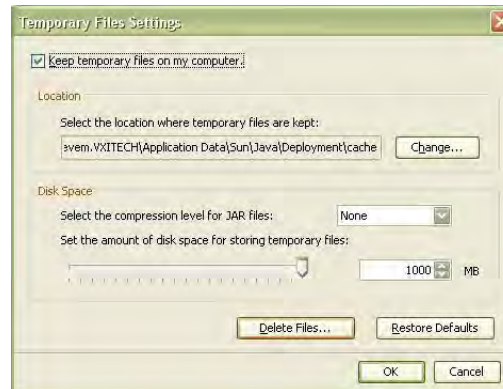 Temporary Files Settings
Keep temporary files on my computer.
Location
Select the location where temporary files are kept:
evem.VXITECH\Application Data\Sun\Java\Deployment\cache Change...
Disk Space
Select the compression level for JAR files: None
Set the amount of disk space for storing temporary files:
1000 MB
Delete Files... Restore Defaults
OK Cancel